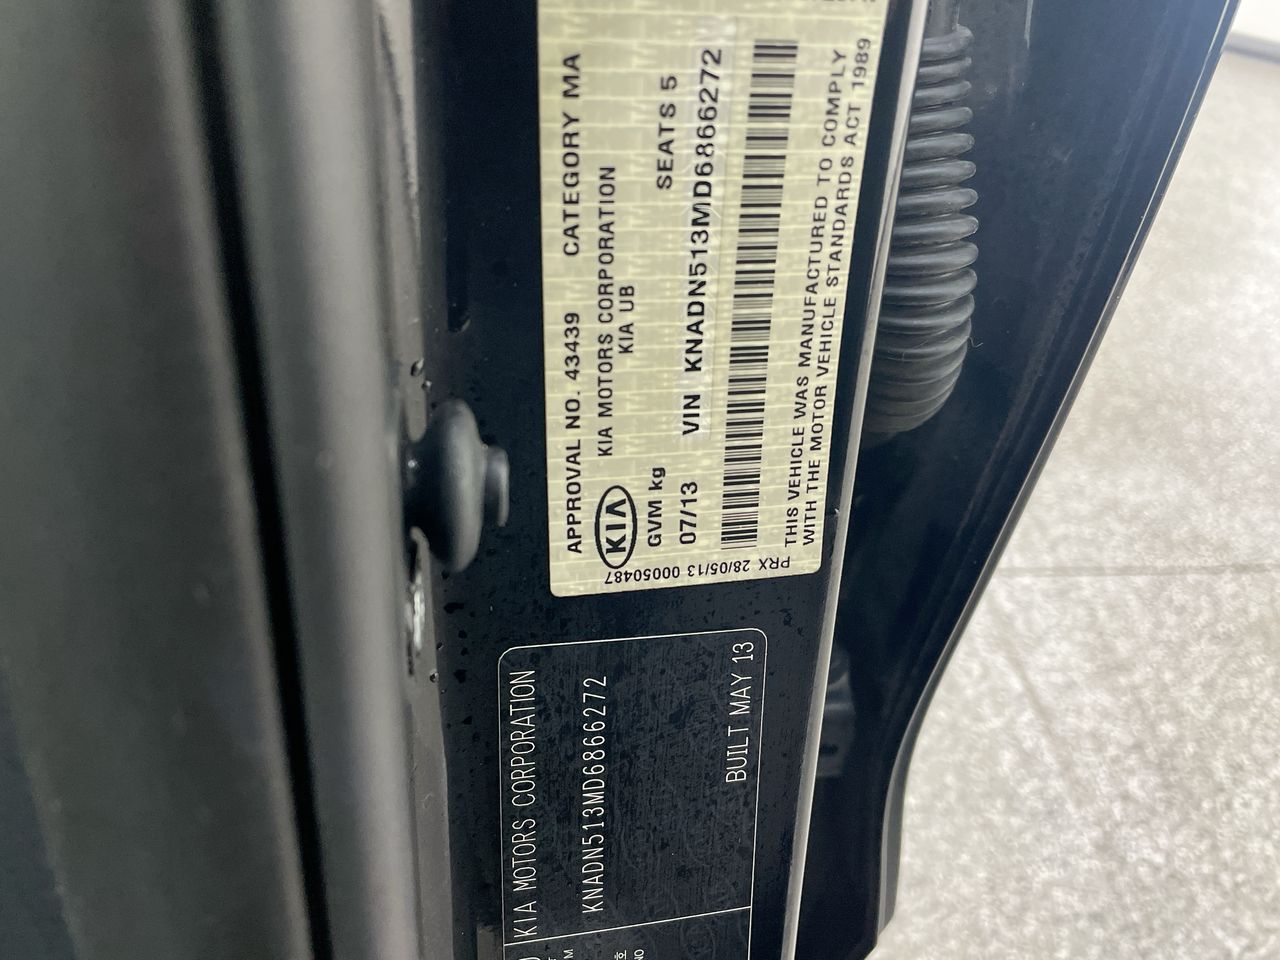 APPROVAL NO. 43439 CATEGORY MA
KIA MOTORS CORPORATION
KIA UB
KIA
GVM kg SEATS 5
07/13 VIN KNADN513MD6866272
THIS VEHICLE WAS MANUFACTURED TO COMPLY
WITH THE MOTOR VEHICLE STANDARDS ACT 1989
PRX 28/05/13 00050487
KIA MOTORS CORPORATION
KNADN513MD6866272
BUILT MAY 13